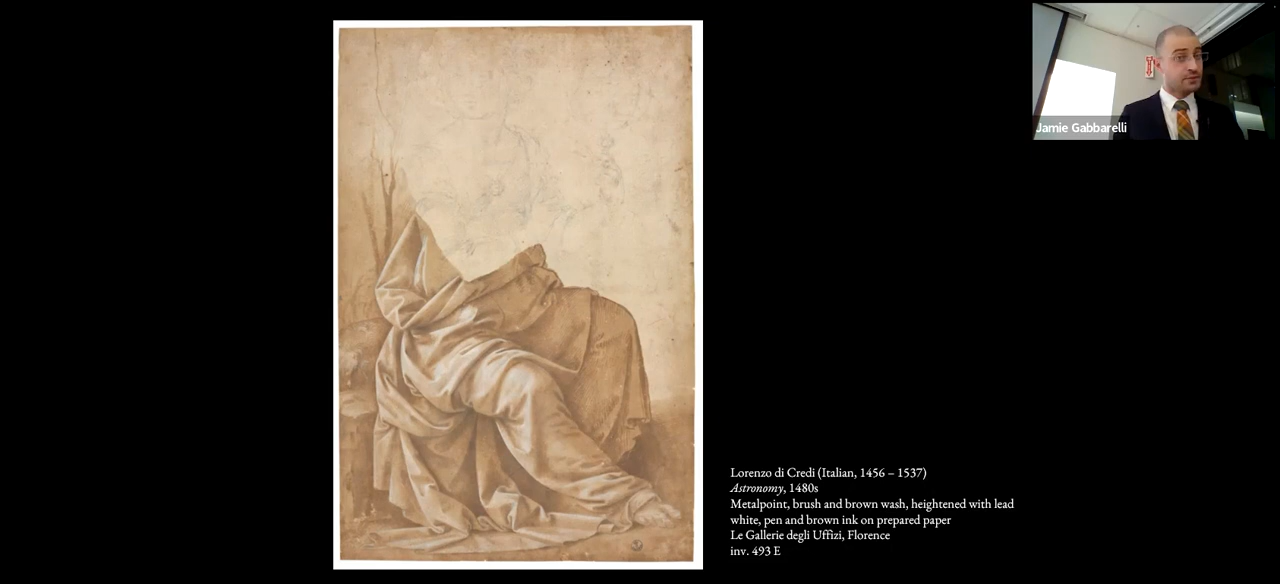 Jamie Gabbarelli
Lorenzo di Credi (Italian, 1456 – 1537)
Astronomy, 1480s
Metalpoint, brush and brown wash, heightened with lead
white, pen and brown ink on prepared paper
Le Gallerie degli Uffizi, Florence
inv. 493 E